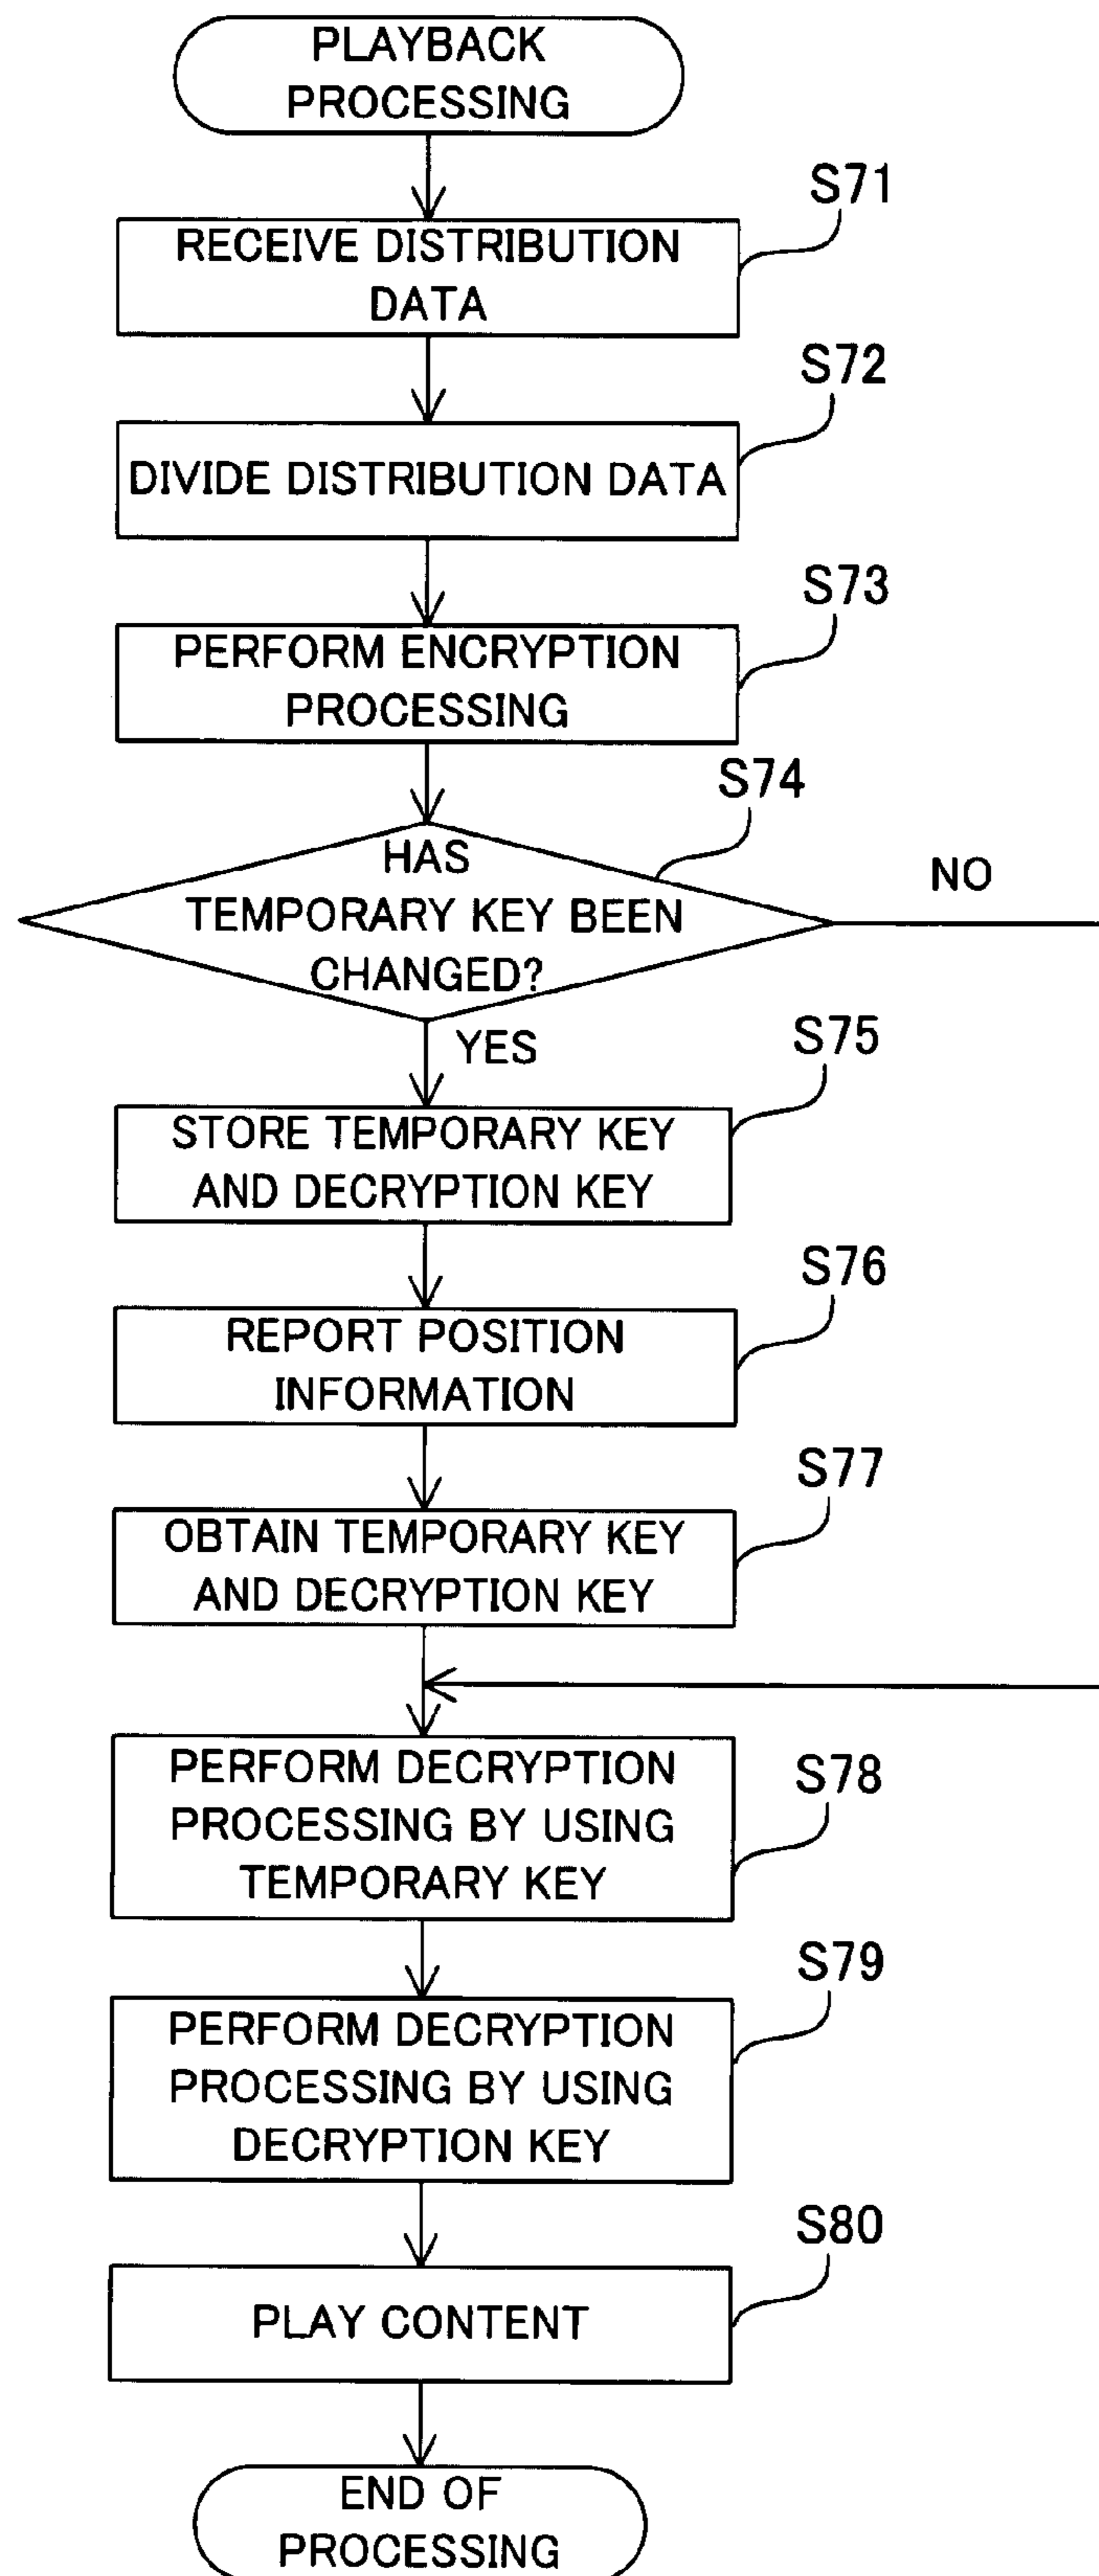 PLAYBACK
PROCESSING
S71
RECEIVE DISTRIBUTION
DATA
S72
DIVIDE DISTRIBUTION DATA
S73
PERFORM ENCRYPTION
PROCESSING
S74
HAS
TEMPORARY KEY BEEN
CHANGED?
NO
YES
S75
STORE TEMPORARY KEY
AND DECRYPTION KEY
S76
REPORT POSITION
INFORMATION
S77
OBTAIN TEMPORARY KEY
AND DECRYPTION KEY
S78
PERFORM DECRYPTION
PROCESSING BY USING
TEMPORARY KEY
S79
PERFORM DECRYPTION
PROCESSING BY USING
DECRYPTION KEY
S80
PLAY CONTENT
END OF
PROCESSING